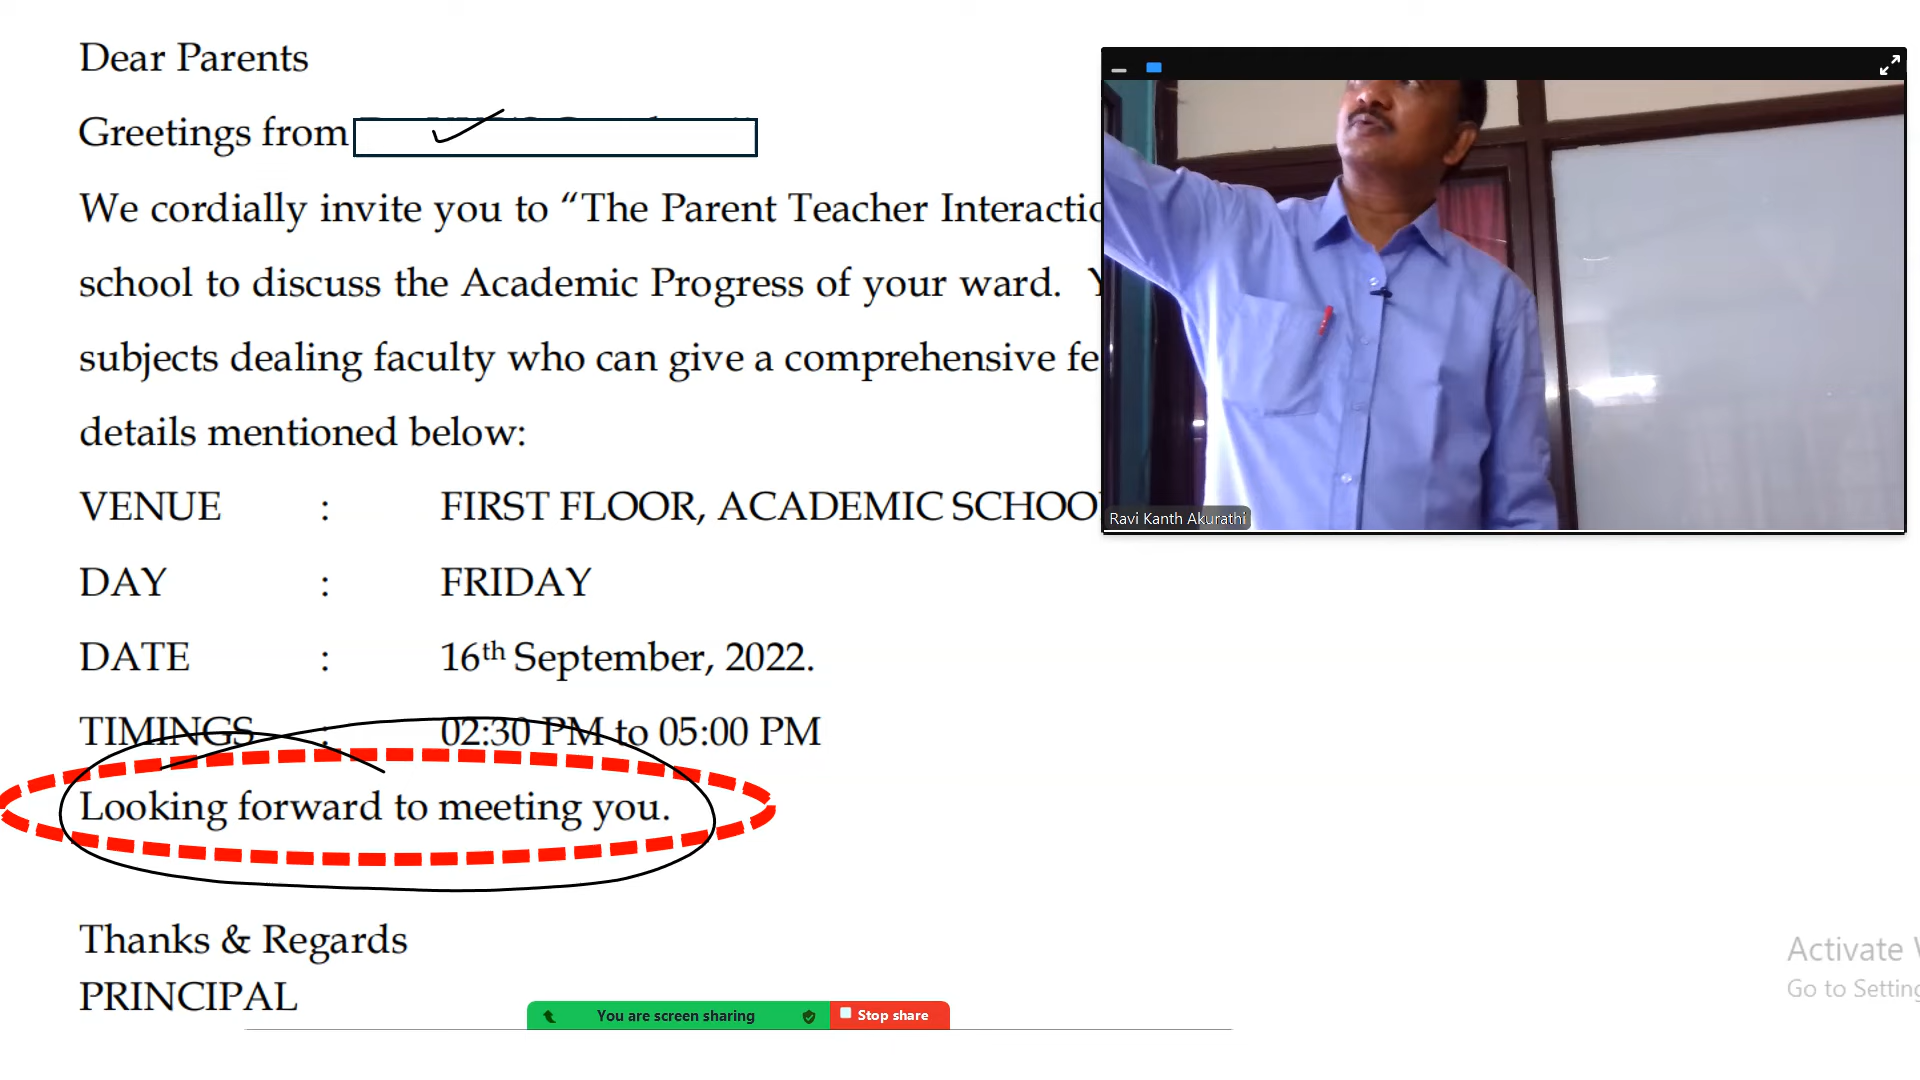 Dear Parents
Greetings from
We cordially invite you to “The Parent Teacher Interactio
school to discuss the Academic Progress of your ward.
subjects dealing faculty who can give a comprehensive fe
details mentioned below:
VENUE : FIRST FLOOR, ACADEMIC SCHOO
DAY : FRIDAY
DATE : 16th September, 2022.
TIMINGS : 02:30 PM to 05:00 PM
Looking forward to meeting you.
Thanks & Regards
PRINCIPAL
Ravi Kanth Akurathi
Activate
Go to Setting
You are screen sharing
Stop share